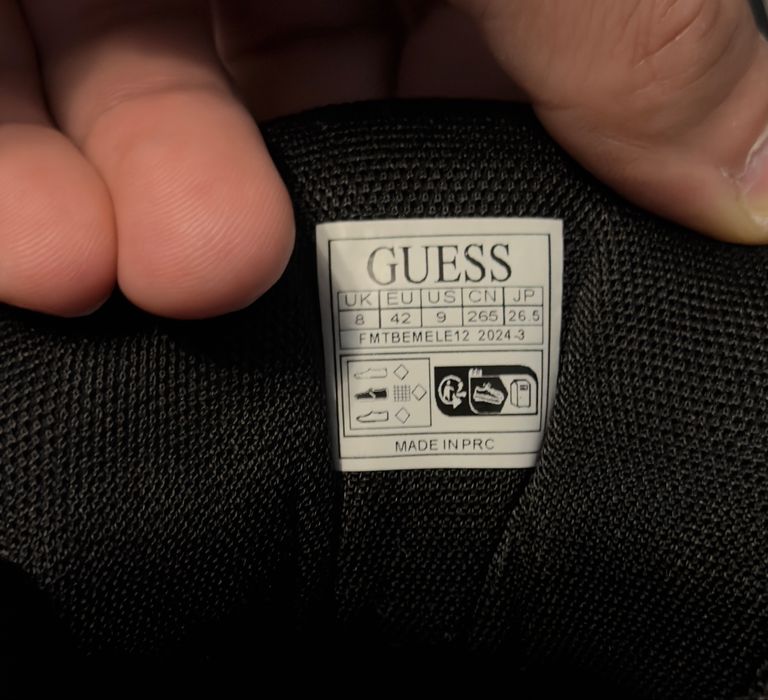 GUESS
UK EU US CN JP
8 42 9 265 26.5
FMTBEMELE12 2024-3
MADE IN PRC